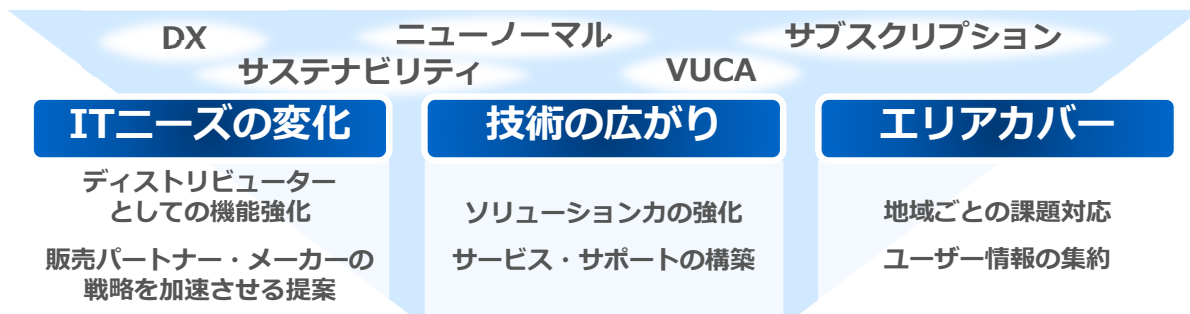 DX
ニューノーマル
サブスクリプション
サステナビリティ
VUCA
ITニーズの変化
ディストリビューター
としての機能強化
販売パートナー・メーカーの
戦略を加速させる提案
技術の広がり
ソリューション力の強化
サービス・サポートの構築
エリアカバー
地域ごとの課題対応
ユーザー情報の集約